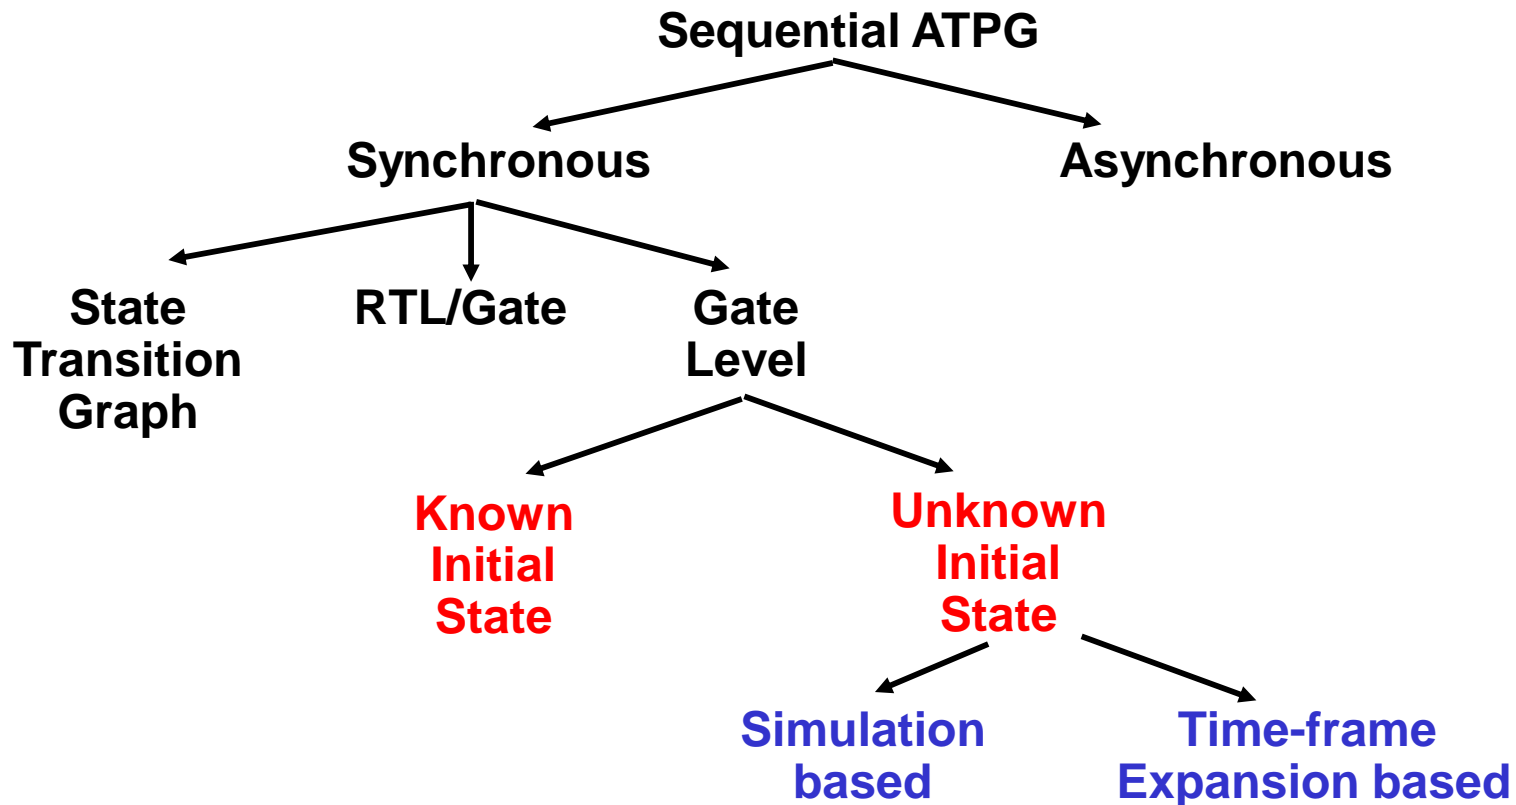 Sequential ATPG
Synchronous
Asynchronous
State
Transition
Graph
RTL/Gate
Gate
Level
Known
Initial
State
Unknown
Initial
State
Simulation
based
Time-frame
Expansion based